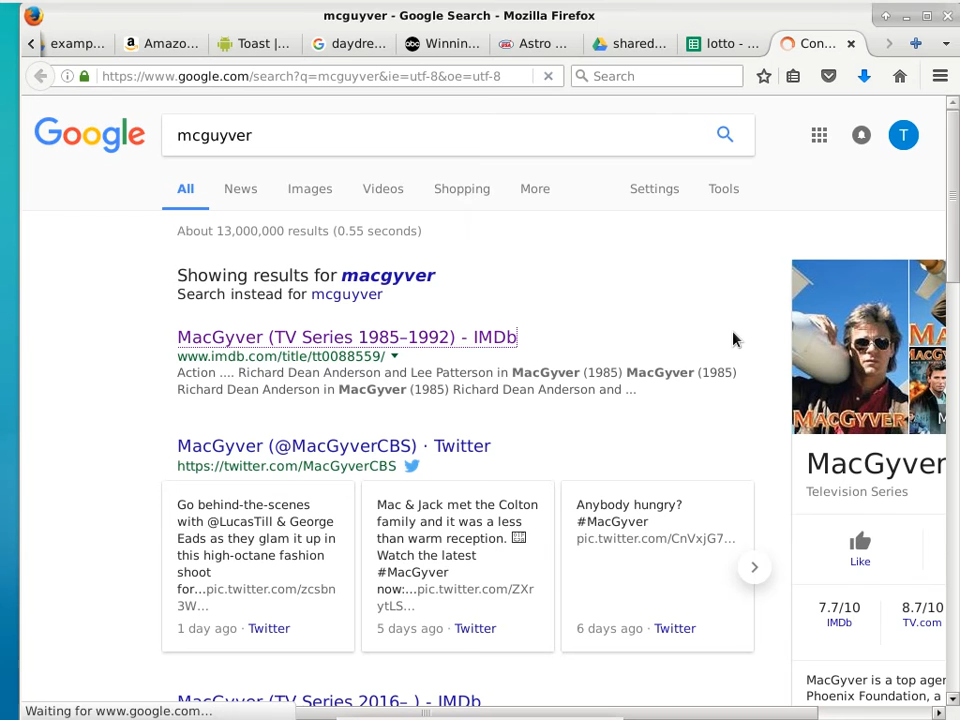 mcguyver - Google Search - Mozilla Firefox
examp... Amazo... Toast |... daydre... Winnin... Astro ... shared... lotto - ... Con...
https://www.google.com/search?q=mcguyver&ie=utf-8&oe=utf-8 Search
Google mcguyver T
All News Images Videos Shopping More Settings Tools
About 13,000,000 results (0.55 seconds)
Showing results for macgyver
Search instead for mcguyver
MacGyver (TV Series 1985–1992) - IMDb
www.imdb.com/title/tt0088559/
Action .... Richard Dean Anderson and Lee Patterson in MacGyver (1985) MacGyver (1985)
Richard Dean Anderson in MacGyver (1985) Richard Dean Anderson and ...
MacGyver (@MacGyverCBS) · Twitter
https://twitter.com/MacGyverCBS
Go behind-the-scenes
with @LucasTill & George
Eads as they glam it up in
this high-octane fashion
shoot
for...pic.twitter.com/zcsbn
3W...
1 day ago · Twitter
Mac & Jack met the Colton
family and it was a less
than warm reception.
Watch the latest
#MacGyver
now:...pic.twitter.com/ZXr
ytLS...
5 days ago · Twitter
Anybody hungry?
#MacGyver
pic.twitter.com/CnVxjG7...
6 days ago · Twitter
MacGyver (TV Series 2016– ) - IMDb
MACGYVER
MacGyver
Television Series
Like
7.7/10 8.7/10
IMDb TV.com
MacGyver is a top ager
Phoenix Foundation, a
Waiting for www.google.com...